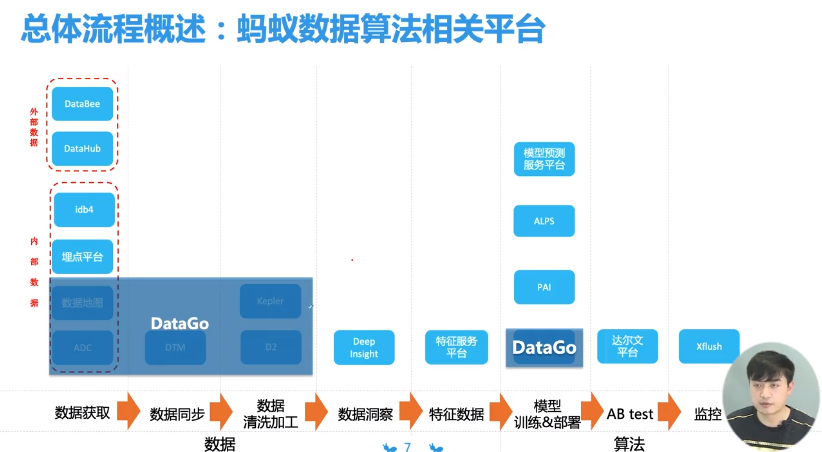 总体流程概述：蚂蚁数据算法相关平台
外部数据
DataBee
DataHub
内部数据
idb4
埋点平台
数据地图
ADC
DataGo
DTM
Kepler
D2
Deep
Insight
特征服务
平台
模型预测
服务平台
ALPS
PAI
DataGo
达尔文
平台
Xflush
数据获取
数据同步
数据
清洗加工
数据洞察
特征数据
模型
训练&部署
AB test
监控
数据
7
算法